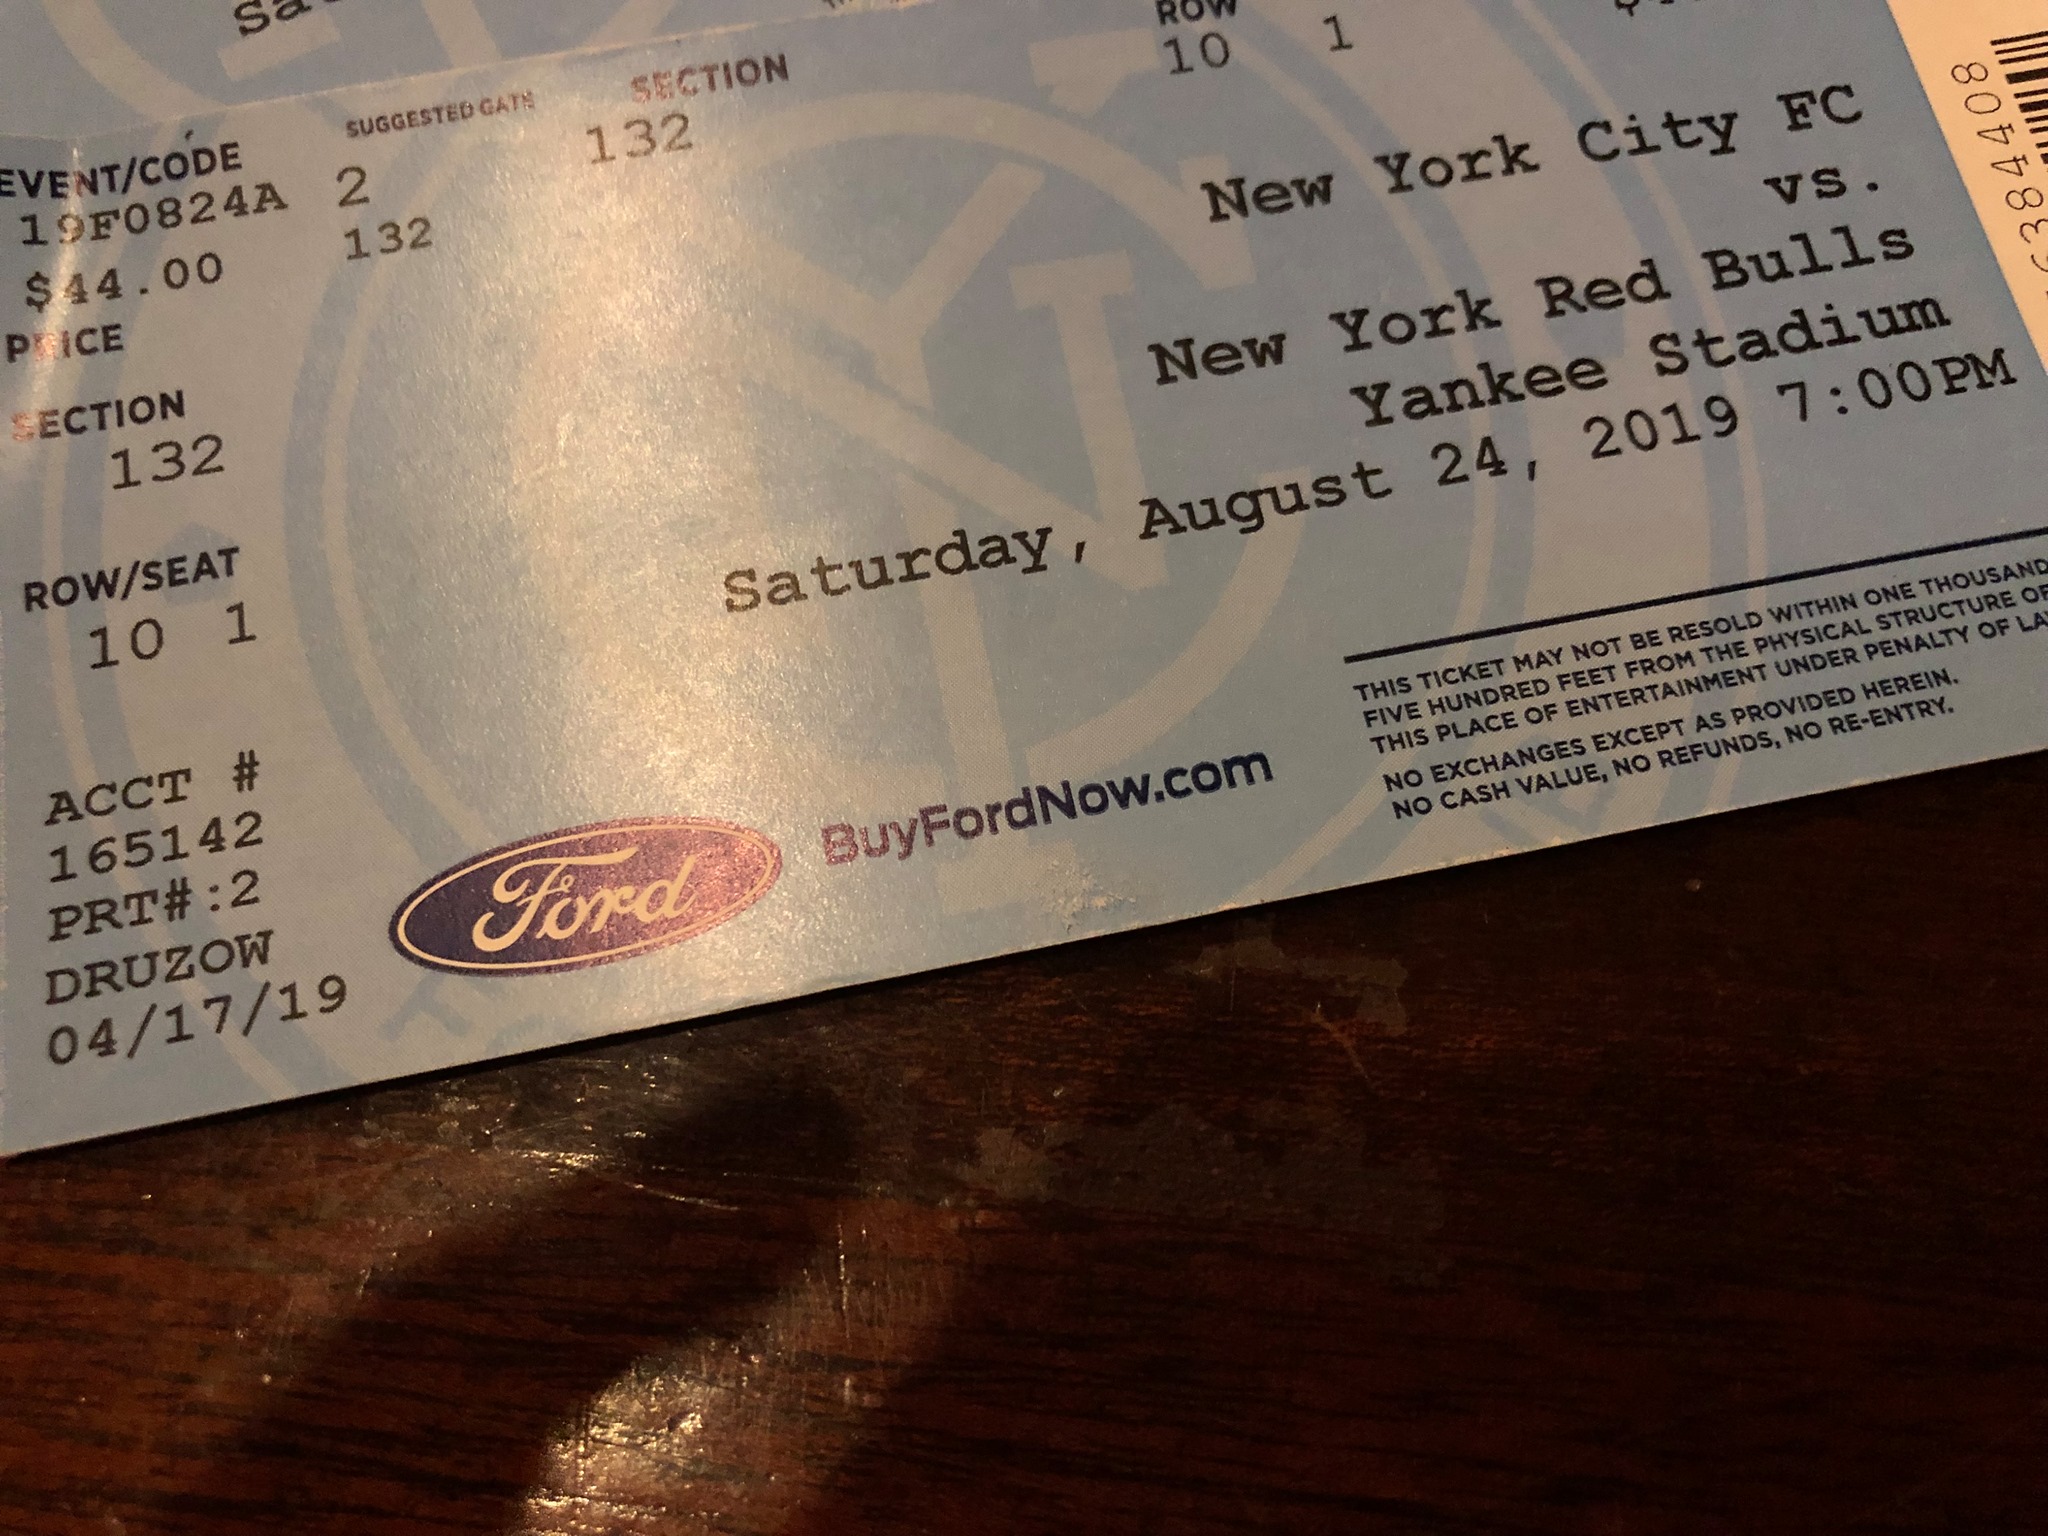 ROW
10 1
EVENT/CODE SUGGESTED GATE SECTION
19F0824A 2 132
$44.00 132
PRICE
New York City FC
vs.
New York Red Bulls
Yankee Stadium
Saturday, August 24, 2019 7:00PM
SECTION
132
ROW/SEAT
10 1
THIS TICKET MAY NOT BE RESOLD WITHIN ONE THOUSAND
FIVE HUNDRED FEET FROM THE PHYSICAL STRUCTURE OF
THIS PLACE OF ENTERTAINMENT UNDER PENALTY OF
NO EXCHANGES EXCEPT AS PROVIDED HEREIN.
NO CASH VALUE, NO REFUNDS, NO RE-ENTRY.
ACCT #
165142
PRT#:2
DRUZOW
04/17/19
Ford
BuyFordNow.com
6384408